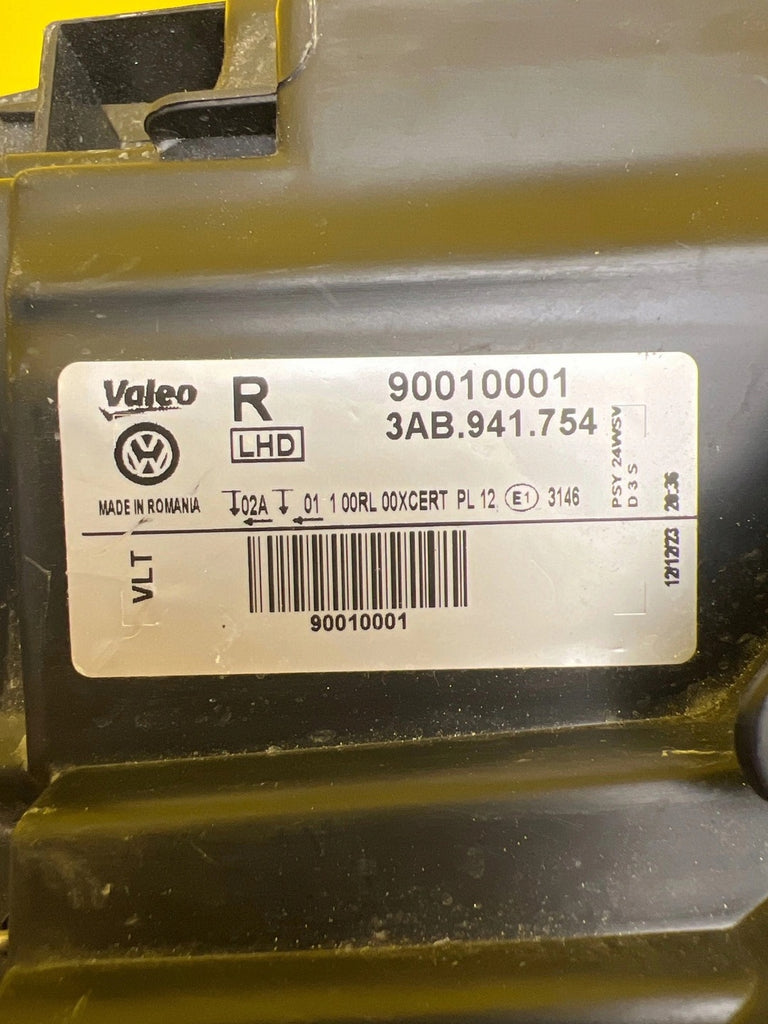 Valeo
R
LHD
90010001
3AB.941.754
MADE IN ROMANIA
02A 01 1 00RL 00XCERT PL 12 E1 3146
PSY 24WSV
D3S
12/12/23 20:36
VLT
90010001